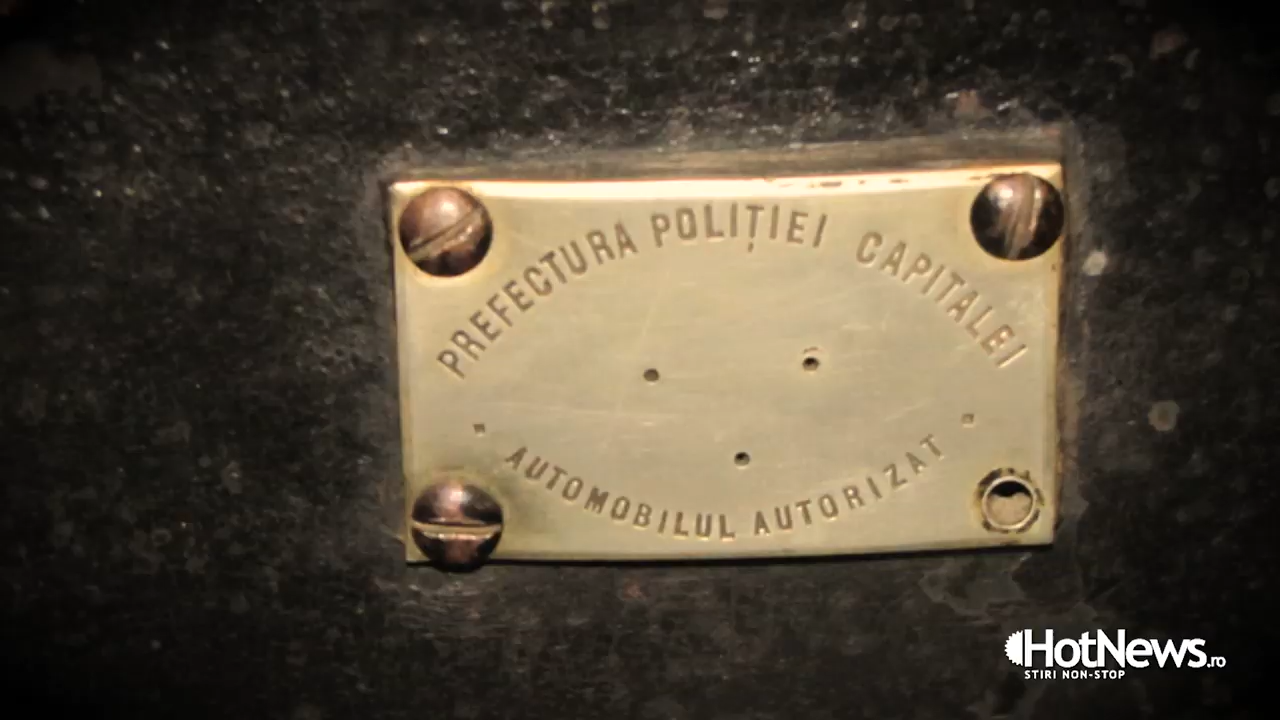 PREFECTURA POLIȚIEI CAPITALEI
" AUTOMOBILUL AUTORIZAT "
HotNews.ro
STIRI NON-STOP